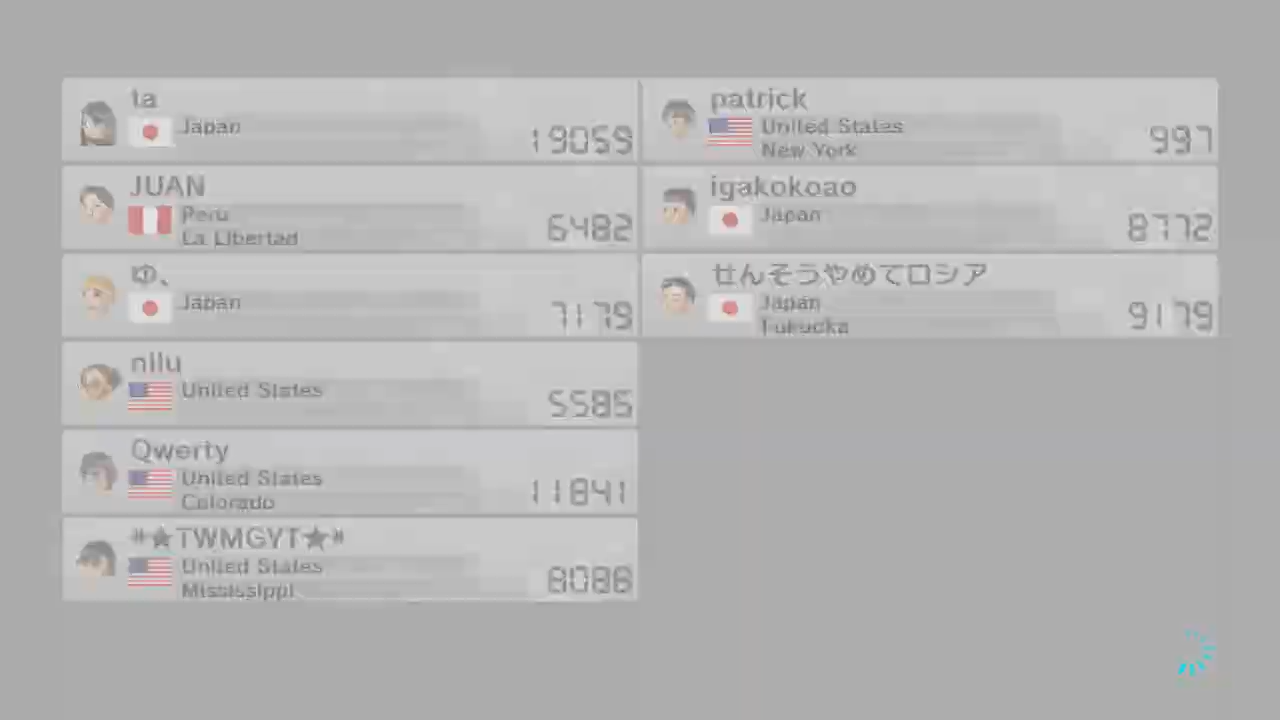 ta
Japan
19059
JUAN
Peru
La Libertad
6482
ゆ、
Japan
7179
nilu
United States
5585
Qwerty
United States
Colorado
11841
*★TWMGYT★*
United States
Mississippi
8086
patrick
United States
New York
997
igakokoao
Japan
8772
せんそうやめてロシア
Japan
Fukuoka
9179